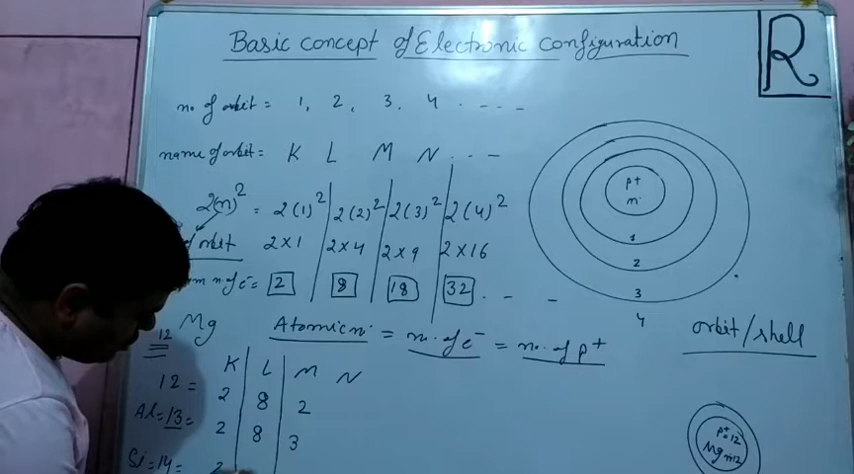 Basic concept of Electronic configuration
R
no. of orbit = 1, 2, 3, 4 . - - -
name of orbit = K L M N . . -
2(n)² = 2(1)² 2(2)² 2(3)² 2(4)²
orbit 2×1 2×4 2×9 2×16
m n. of e⁻ = 2 8 18 32 . - -
p+
n
1
2
3
4
12 Mg
Atomic n. = no. of e⁻ = no. of p+
orbit/shell
K L M N
12 = 2 8 2
Al = 13 = 2 8 3
Si = 14 = 2
p+ = 12
Mg n=12